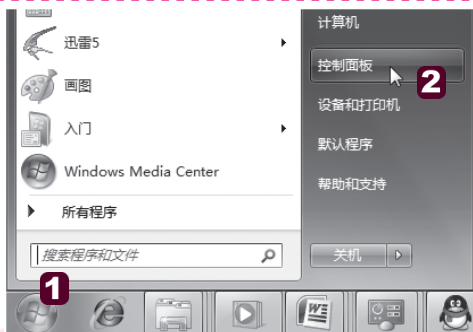 迅雷5
画图
入门
Windows Media Center
所有程序
搜索程序和文件
1
计算机
控制面板
2
设备和打印机
默认程序
帮助和支持
关机